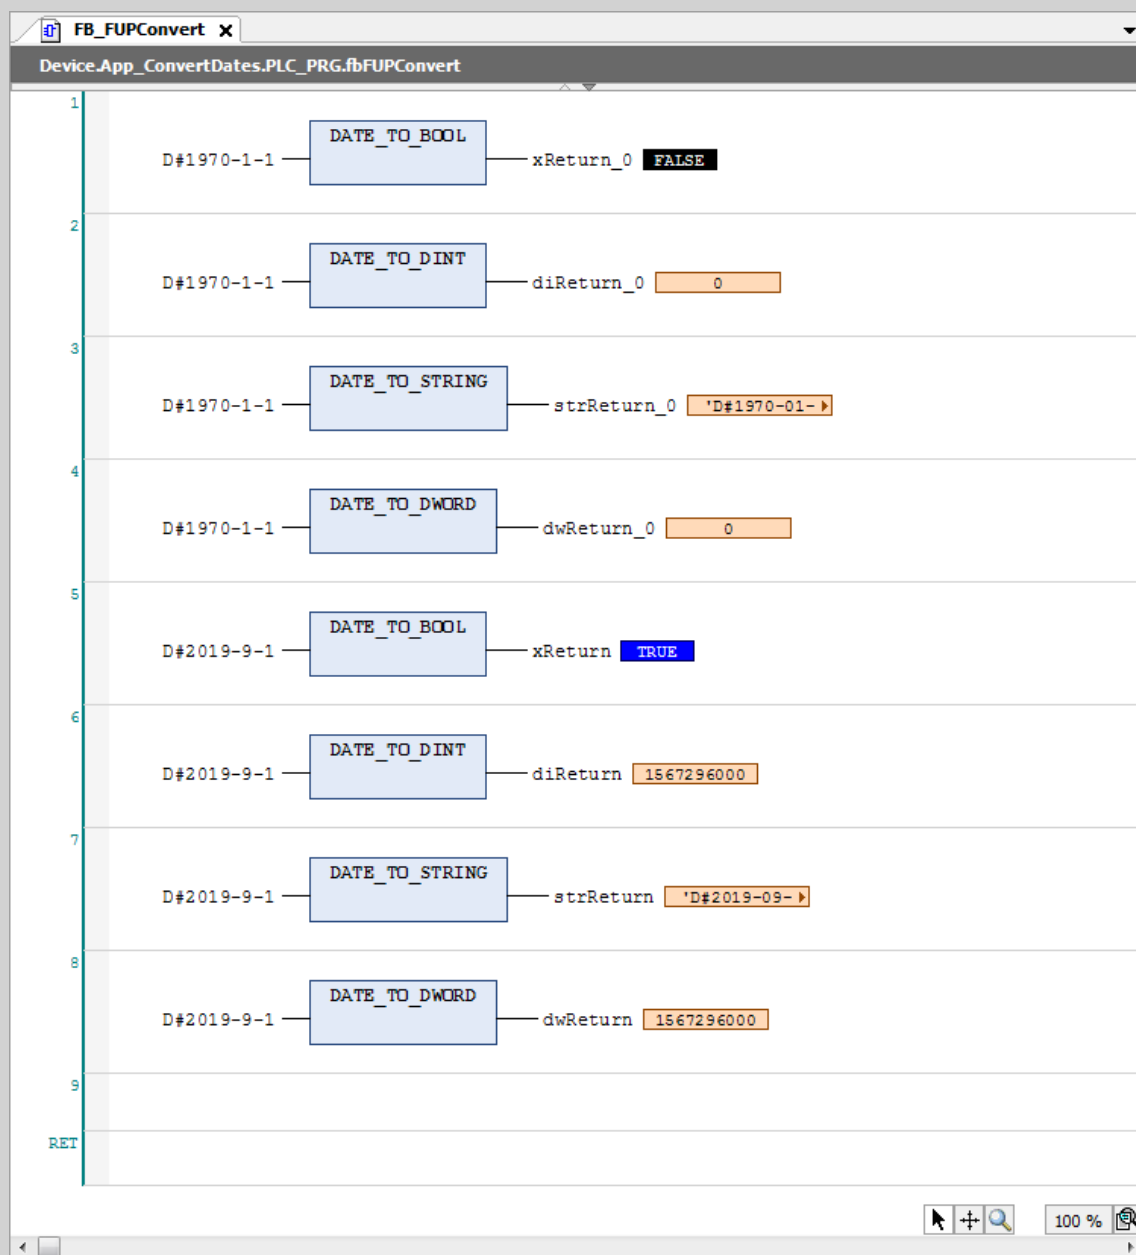 FB_FUPConvert
Device.App_ConvertDates.PLC_PRG.fbFUPConvert
1
DATE_TO_BOOL
D#1970-1-1 xReturn_0 FALSE
2
DATE_TO_DINT
D#1970-1-1 diReturn_0 0
3
DATE_TO_STRING
D#1970-1-1 strReturn_0 'D#1970-01-
4
DATE_TO_DWORD
D#1970-1-1 dwReturn_0 0
5
DATE_TO_BOOL
D#2019-9-1 xReturn TRUE
6
DATE_TO_DINT
D#2019-9-1 diReturn 1567296000
7
DATE_TO_STRING
D#2019-9-1 strReturn 'D#2019-09-
8
DATE_TO_DWORD
D#2019-9-1 dwReturn 1567296000
9
RET
100 %